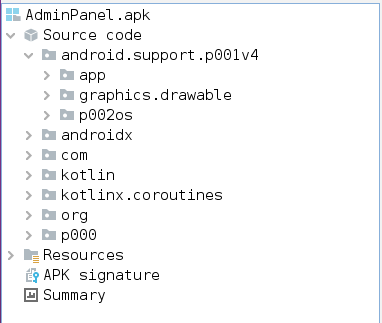 AdminPanel.apk
Source code
android.support.p001v4
app
graphics.drawable
p002os
androidx
com
kotlin
kotlinx.coroutines
org
p000
Resources
APK signature
Summary